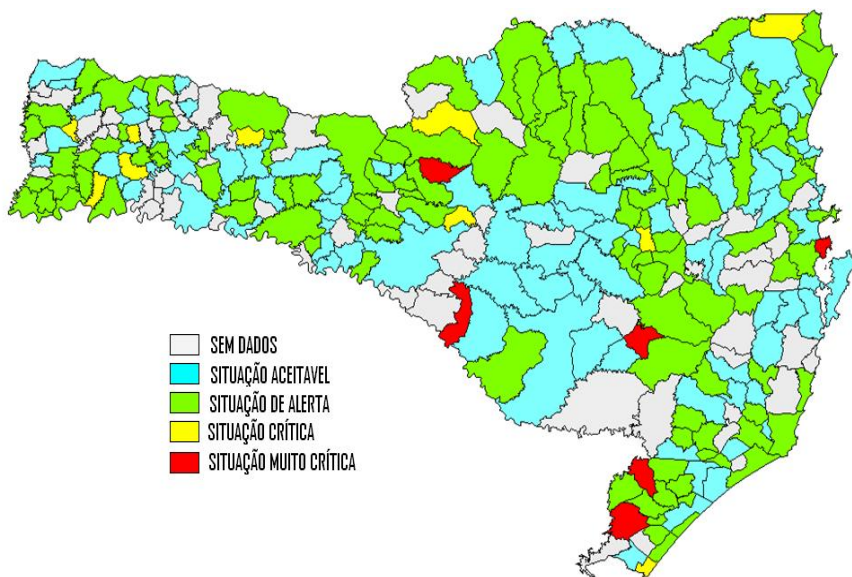 SEM DADOS
SITUAÇÃO ACEITAVEL
SITUAÇÃO DE ALERTA
SITUAÇÃO CRÍTICA
SITUAÇÃO MUITO CRÍTICA